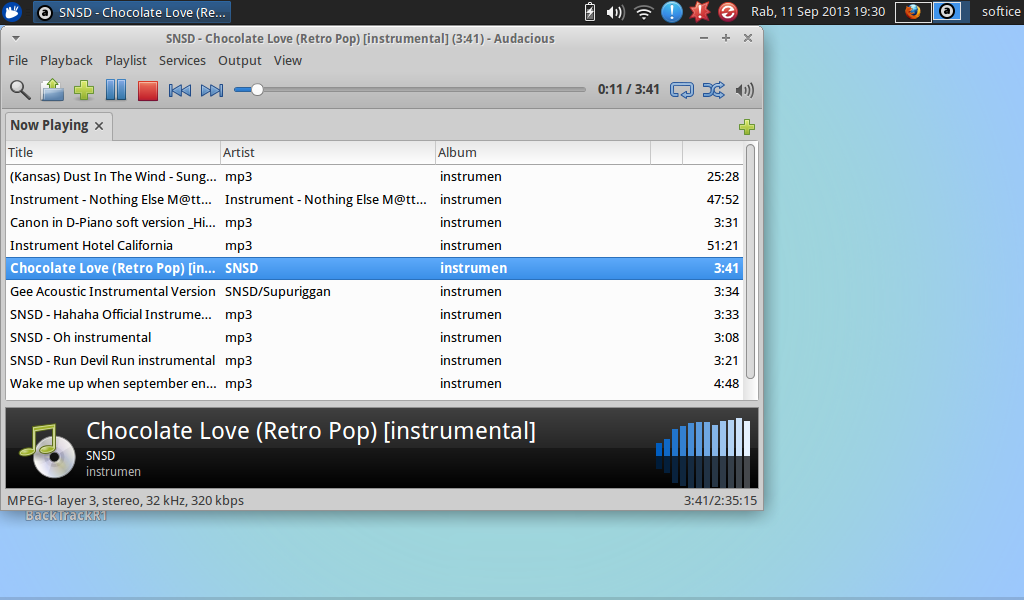 SNSD - Chocolate Love (Re...
Rab, 11 Sep 2013 19:30
softice
SNSD - Chocolate Love (Retro Pop) [instrumental] (3:41) - Audacious
File Playback Playlist Services Output View
0:11 / 3:41
Now Playing
Title Artist Album
(Kansas) Dust In The Wind - Sung... mp3 instrumen 25:28
Instrument - Nothing Else M@tt... Instrument - Nothing Else M@tt... instrumen 47:52
Canon in D-Piano soft version _Hi... mp3 instrumen 3:31
Instrument Hotel California mp3 instrumen 51:21
Chocolate Love (Retro Pop) [in... SNSD instrumen 3:41
Gee Acoustic Instrumental Version SNSD/Supuriggan instrumen 3:34
SNSD - Hahaha Official Instrume... mp3 instrumen 3:33
SNSD - Oh instrumental mp3 instrumen 3:08
SNSD - Run Devil Run instrumental mp3 instrumen 3:21
Wake me up when september en... mp3 instrumen 4:48
Chocolate Love (Retro Pop) [instrumental]
SNSD
instrumen
MPEG-1 layer 3, stereo, 32 kHz, 320 kbps 3:41/2:35:15
BackTrackR1